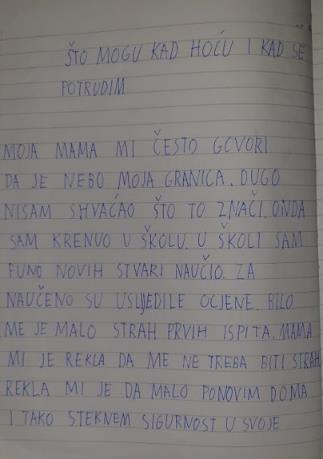 ŠTO MOGU KAD HOĆU I KAD SE
POTRUDIM
MOJA MAMA MI ČESTO GOVORI
DA JE NEBO MOJA GRANICA. DUGO
NISAM SHVAĆAO ŠTO TO ZNAČI. ONDA
SAM KRENUO U ŠKOLU. U ŠKOLI SAM
PUNO NOVIH STVARI NAUČIO. ZA
NAUČENO SU USLIJEDILE OCJENE. BILO
ME JE MALO STRAH PRVIH ISPITA. MAMA
MI JE REKLA DA ME NE TREBA BITI STRAH
REKLA MI JE DA MALO PONOVIM DOMA
I TAKO STEKNEM SIGURNOST U SVOJE